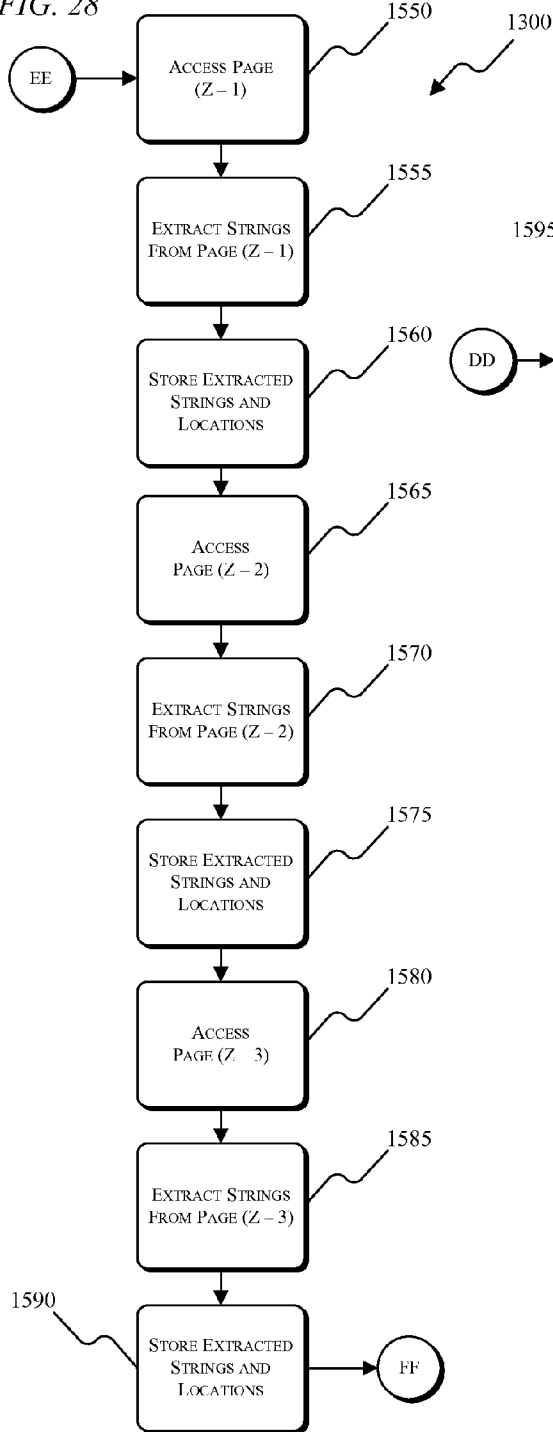 FIG. 28
1550
1300
EE
ACCESS PAGE
(Z – 1)
1555
EXTRACT STRINGS
FROM PAGE (Z – 1)
1595
1560
STORE EXTRACTED
STRINGS AND
LOCATIONS
DD
1565
ACCESS
PAGE (Z – 2)
1570
EXTRACT STRINGS
FROM PAGE (Z – 2)
1575
STORE EXTRACTED
STRINGS AND
LOCATIONS
1580
ACCESS
PAGE (Z – 3)
1585
EXTRACT STRINGS
FROM PAGE (Z – 3)
1590
STORE EXTRACTED
STRINGS AND
LOCATIONS
FF